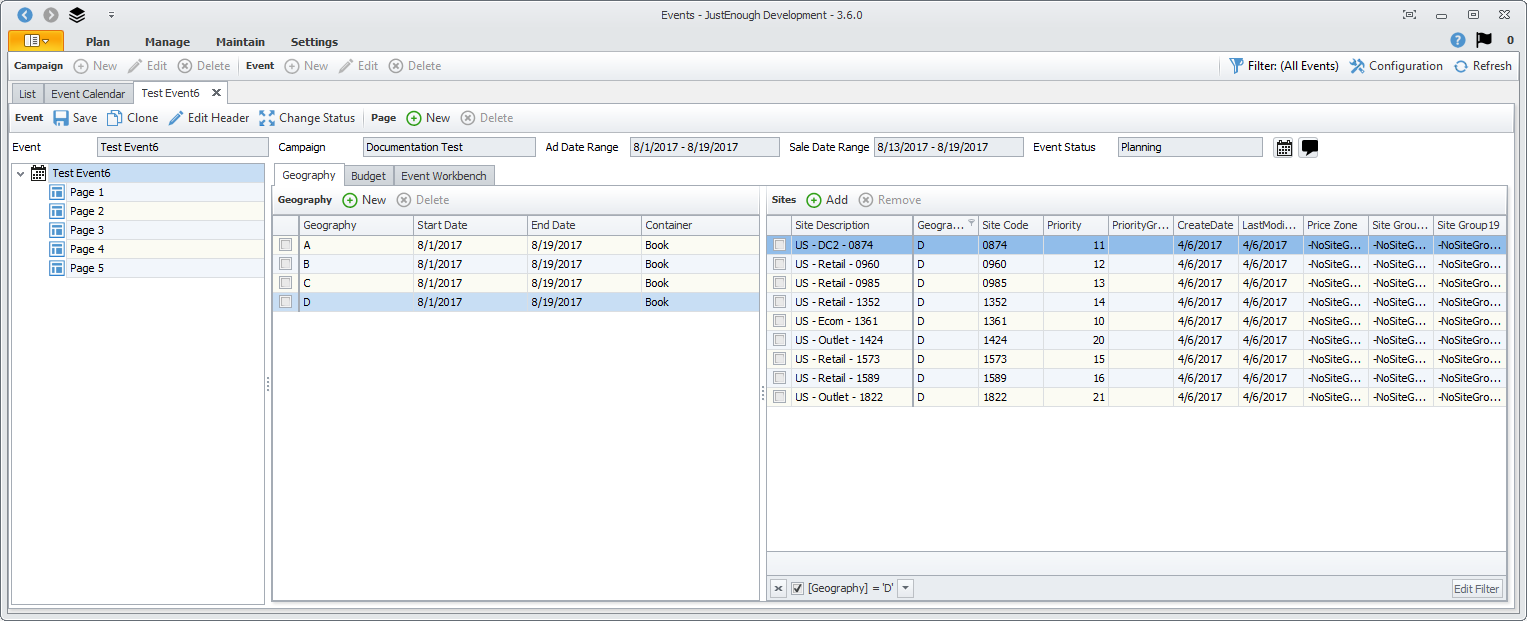 Events - JustEnough Development - 3.6.0
Plan Manage Maintain Settings ? 0
Campaign New Edit Delete Event New Edit Delete Filter: (All Events) Configuration Refresh
List Event Calendar Test Event6
Event Save Clone Edit Header Change Status Page New Delete
Event Test Event6 Campaign Documentation Test Ad Date Range 8/1/2017 - 8/19/2017 Sale Date Range 8/13/2017 - 8/19/2017 Event Status Planning
Test Event6
Page 1
Page 2
Page 3
Page 4
Page 5
Geography Budget Event Workbench
Geography New Delete
Geography Start Date End Date Container
A 8/1/2017 8/19/2017 Book
B 8/1/2017 8/19/2017 Book
C 8/1/2017 8/19/2017 Book
D 8/1/2017 8/19/2017 Book
Sites Add Remove
Site Description Geogra... Site Code Priority PriorityGr... CreateDate LastModi... Price Zone Site Grou... Site Group19
US - DC2 - 0874 D 0874 11 4/6/2017 4/6/2017 -NoSiteG... -NoSiteG... -NoSiteGro...
US - Retail - 0960 D 0960 12 4/6/2017 4/6/2017 -NoSiteG... -NoSiteG... -NoSiteGro...
US - Retail - 0985 D 0985 13 4/6/2017 4/6/2017 -NoSiteG... -NoSiteG... -NoSiteGro...
US - Retail - 1352 D 1352 14 4/6/2017 4/6/2017 -NoSiteG... -NoSiteG... -NoSiteGro...
US - Ecom - 1361 D 1361 10 4/6/2017 4/6/2017 -NoSiteG... -NoSiteG... -NoSiteGro...
US - Outlet - 1424 D 1424 20 4/6/2017 4/6/2017 -NoSiteG... -NoSiteG... -NoSiteGro...
US - Retail - 1573 D 1573 15 4/6/2017 4/6/2017 -NoSiteG... -NoSiteG... -NoSiteGro...
US - Retail - 1589 D 1589 16 4/6/2017 4/6/2017 -NoSiteG... -NoSiteG... -NoSiteGro...
US - Outlet - 1822 D 1822 21 4/6/2017 4/6/2017 -NoSiteG... -NoSiteG... -NoSiteGro...
[Geography] = 'D' Edit Filter